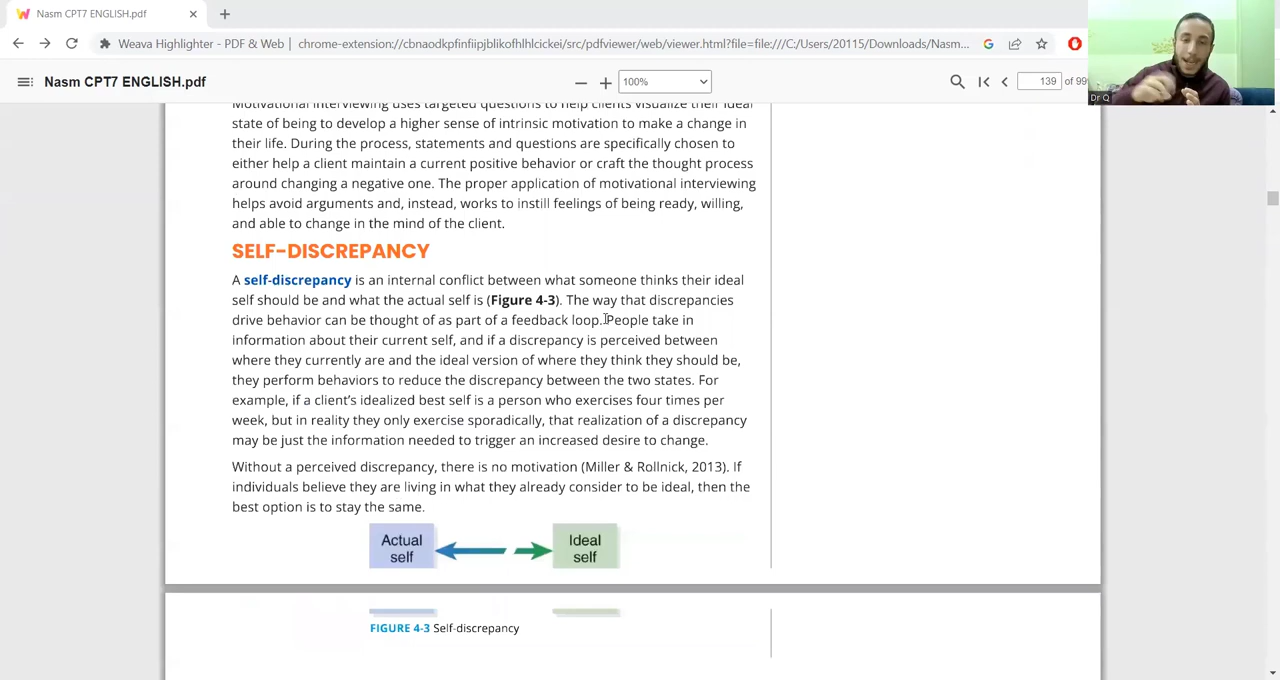 Nasm CPT7 ENGLISH.pdf
Weava Highlighter - PDF & Web | chrome-extension://cbnaodkpfinfiipjblikofhlhlcickei/src/pdfviewer/web/viewer.html?file=file:///C:/Users/20115/Downloads/Nasm...
Nasm CPT7 ENGLISH.pdf
100%
139 of 99
Dr Q
Motivational interviewing uses targeted questions to help clients visualize their ideal
state of being to develop a higher sense of intrinsic motivation to make a change in
their life. During the process, statements and questions are specifically chosen to
either help a client maintain a current positive behavior or craft the thought process
around changing a negative one. The proper application of motivational interviewing
helps avoid arguments and, instead, works to instill feelings of being ready, willing,
and able to change in the mind of the client.
SELF-DISCREPANCY
A self-discrepancy is an internal conflict between what someone thinks their ideal
self should be and what the actual self is (Figure 4-3). The way that discrepancies
drive behavior can be thought of as part of a feedback loop. People take in
information about their current self, and if a discrepancy is perceived between
where they currently are and the ideal version of where they think they should be,
they perform behaviors to reduce the discrepancy between the two states. For
example, if a client's idealized best self is a person who exercises four times per
week, but in reality they only exercise sporadically, that realization of a discrepancy
may be just the information needed to trigger an increased desire to change.
Without a perceived discrepancy, there is no motivation (Miller & Rollnick, 2013). If
individuals believe they are living in what they already consider to be ideal, then the
best option is to stay the same.
Actual
self
Ideal
self
FIGURE 4-3 Self-discrepancy